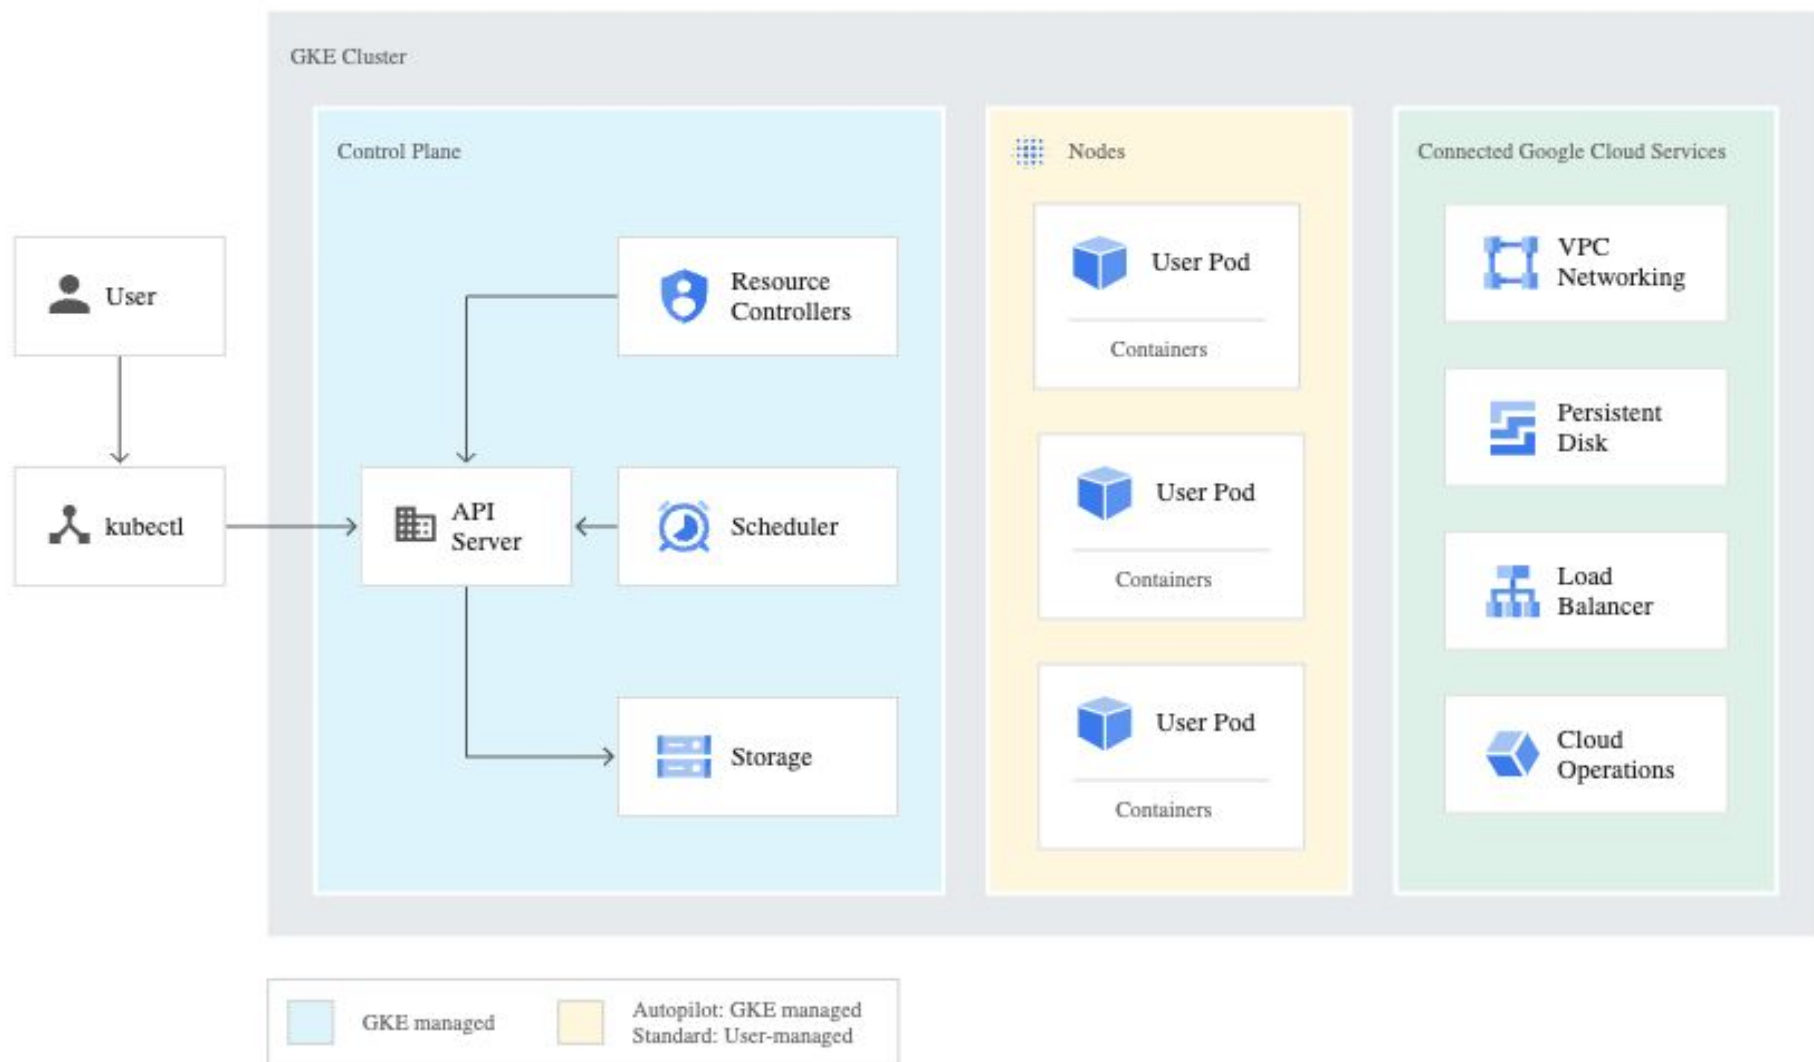 GKE Cluster
Control Plane
Nodes
Connected Google Cloud Services
User
kubectl
Resource
Controllers
API
Server
Scheduler
Storage
User Pod
Containers
User Pod
Containers
User Pod
Containers
VPC
Networking
Persistent
Disk
Load
Balancer
Cloud
Operations
GKE managed
Autopilot: GKE managed
Standard: User-managed